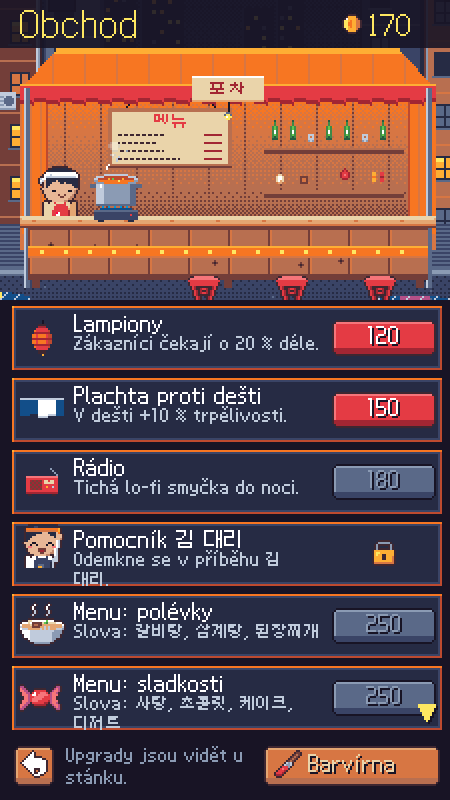 Obchod
170
포차
메뉴
Lampiony
Zákazníci čekají o 20 % déle.
120
Plachta proti dešti
V dešti +10 % trpělivosti.
150
Rádio
Tichá lo-fi smyčka do noci.
180
Pomocník 김 대리
Odemkne se v příběhu 김
대리.
Menu: polévky
Slova: 갈비탕, 삼계탕, 된장찌개
250
Menu: sladkosti
Slova: 사탕, 초콜릿, 케이크,
디저트
250
Upgrady jsou vidět u
stánku.
Barvírna